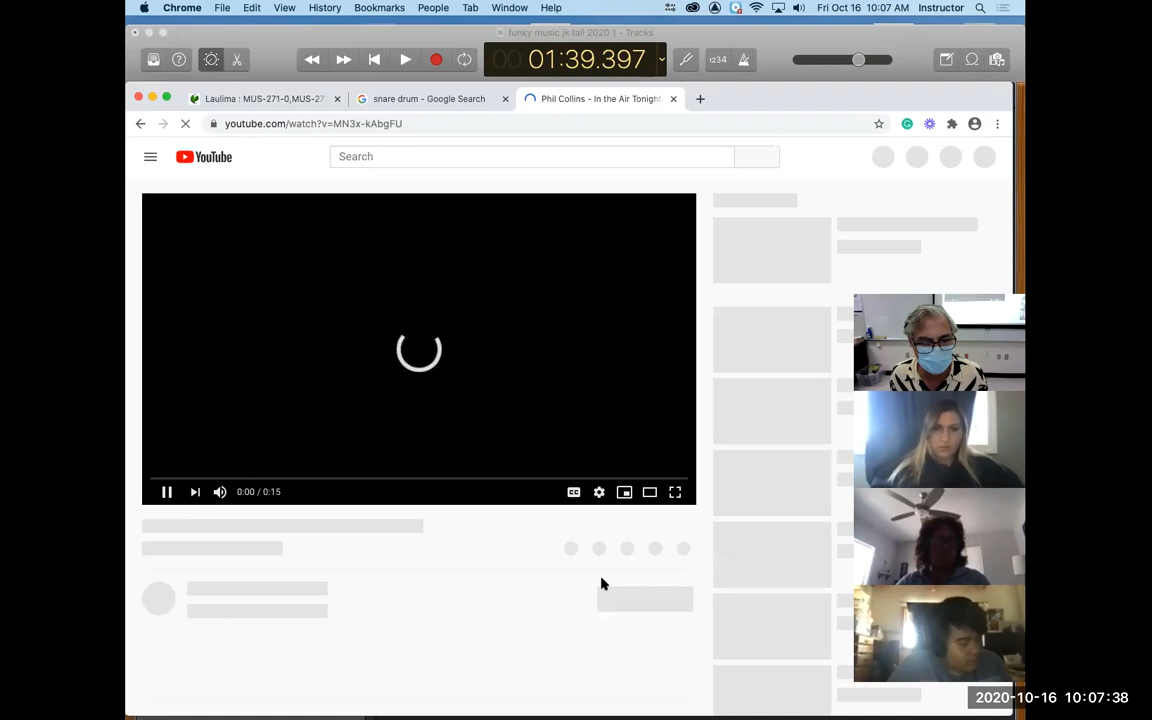 Chrome File Edit View History Bookmarks People Tab Window Help Fri Oct 16 10:07 AM Instructor
funky music jk fall 2020 1 - Tracks
00 01:39.397 1234
Laulima : MUS-271-0,MUS-27 snare drum - Google Search Phil Collins - In the Air Tonight
youtube.com/watch?v=MN3x-kAbgFU
YouTube Search
0:00 / 0:15 CC
2020-10-16 10:07:38